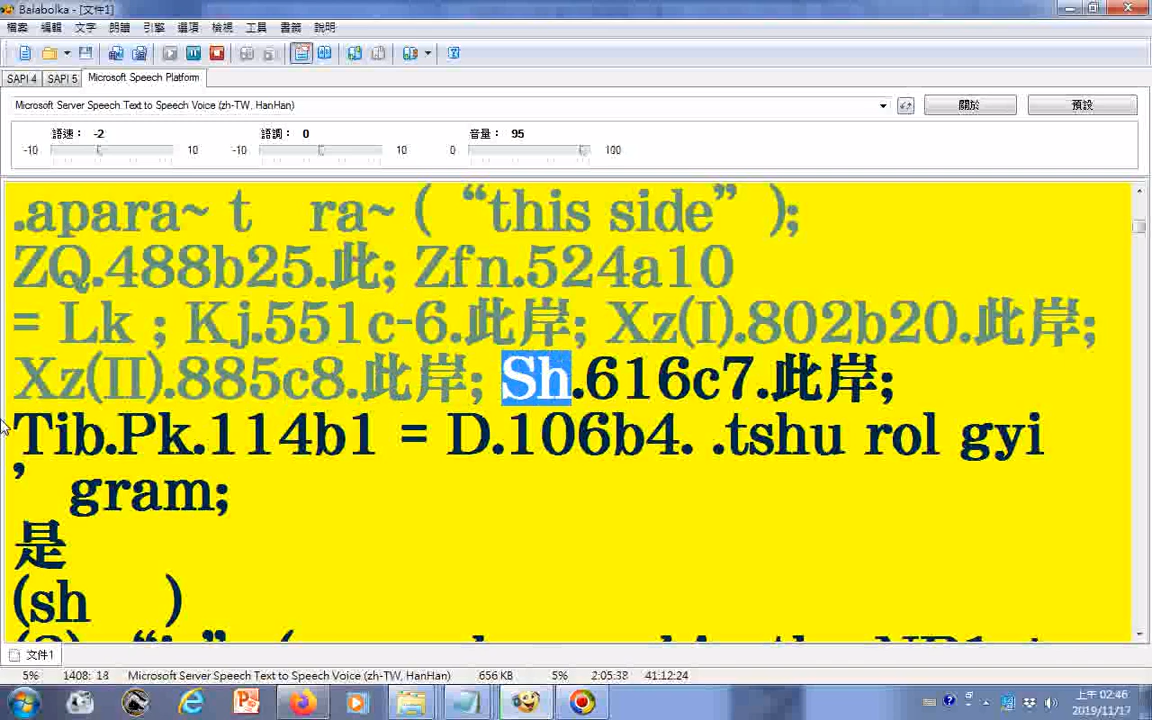 Balabolka - [文件1]
檔案 編輯 文字 朗讀 引擎 選項 檢視 工具 書籤 說明
SAPI 4 SAPI 5 Microsoft Speech Platform
Microsoft Server Speech Text to Speech Voice (zh-TW, HanHan) 關於 預設
語速： -2 語調： 0 音量： 95
-10 10 -10 10 0 100
.apara~ t ra~ ( “this side” );
ZQ.488b25.此; Zfn.524a10
= Lk ; Kj.551c-6.此岸; Xz(I).802b20.此岸;
Xz(II).885c8.此岸; Sh.616c7.此岸;
Tib.Pk.114b1 = D.106b4. .tshu rol gyi
’ gram;
是
(sh )
文件1
5% 1408: 18 Microsoft Server Speech Text to Speech Voice (zh-TW, HanHan) 656 KB 5% 2:05:38 41:12:24
上午 02:46
2019/11/17